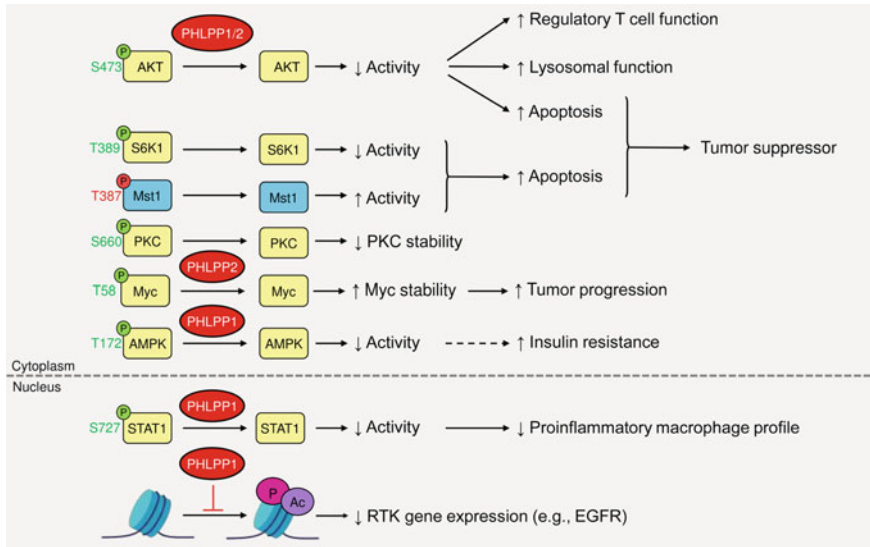 PHLPP1/2
↑ Regulatory T cell function
P
S473 AKT AKT ↓ Activity ↑ Lysosomal function
↑ Apoptosis
P
T389 S6K1 S6K1 ↓ Activity
Tumor suppressor
P
T387 Mst1 Mst1 ↑ Activity
↑ Apoptosis
S660 P PKC PKC ↓ PKC stability
PHLPP2
P
T58 Myc Myc ↑ Myc stability ↑ Tumor progression
PHLPP1
P
T172 AMPK AMPK ↓ Activity ↑ Insulin resistance
Cytoplasm
Nucleus
PHLPP1
P
S727 STAT1 STAT1 ↓ Activity ↓ Proinflammatory macrophage profile
PHLPP1
P Ac
↓ RTK gene expression (e.g., EGFR)